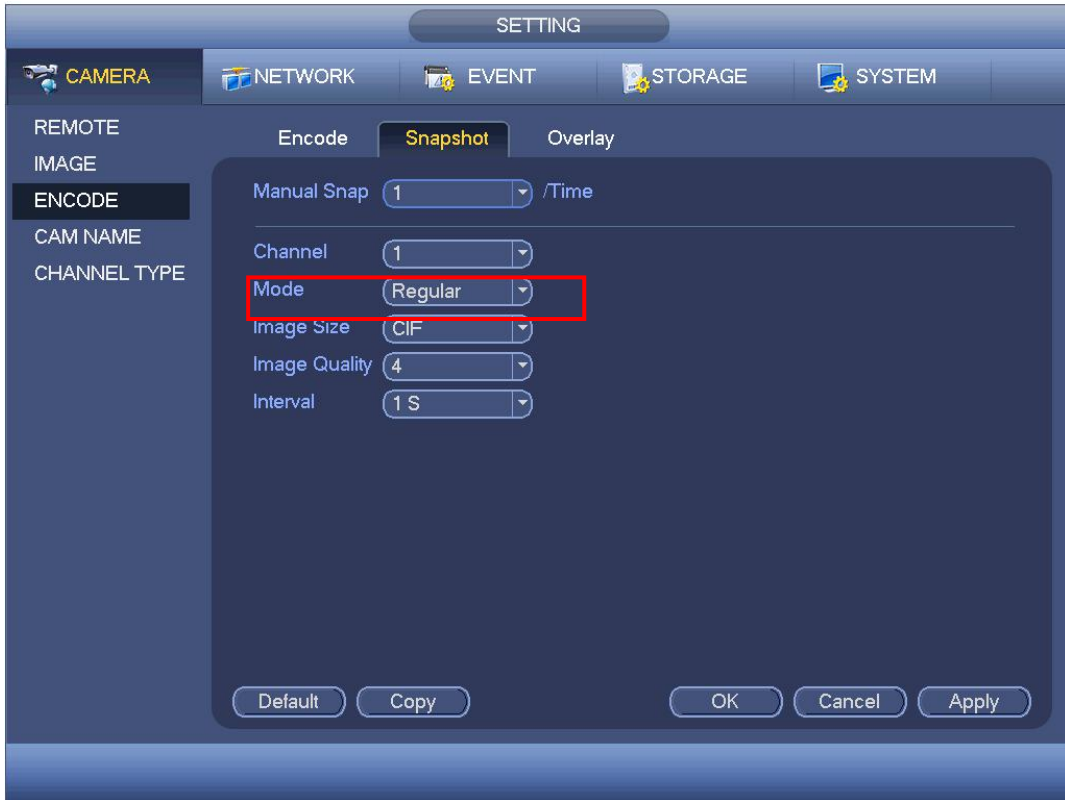 SETTING
CAMERA NETWORK EVENT STORAGE SYSTEM
REMOTE
IMAGE
ENCODE
CAM NAME
CHANNEL TYPE
Encode Snapshot Overlay
Manual Snap 1 /Time
Channel 1
Mode Regular
Image Size CIF
Image Quality 4
Interval 1 S
Default Copy OK Cancel Apply